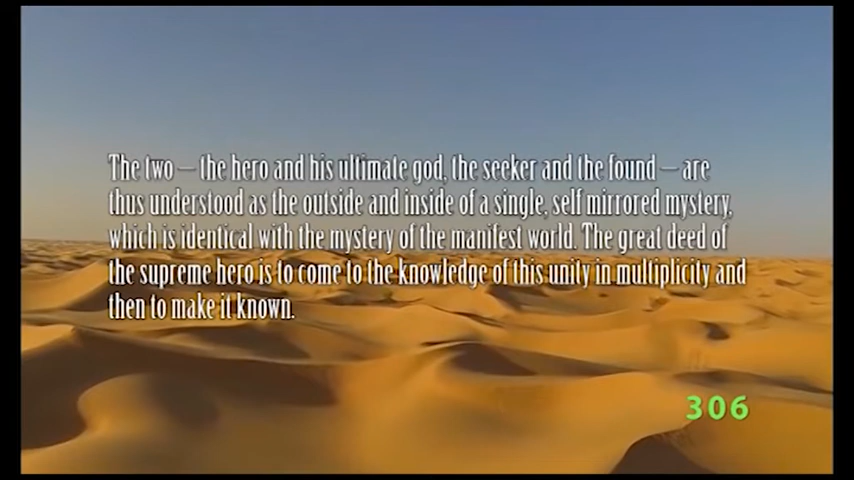 The two – the hero and his ultimate god, the seeker and the found – are
thus understood as the outside and inside of a single, self mirrored mystery,
which is identical with the mystery of the manifest world. The great deed of
the supreme hero is to come to the knowledge of this unity in multiplicity and
then to make it known.
306